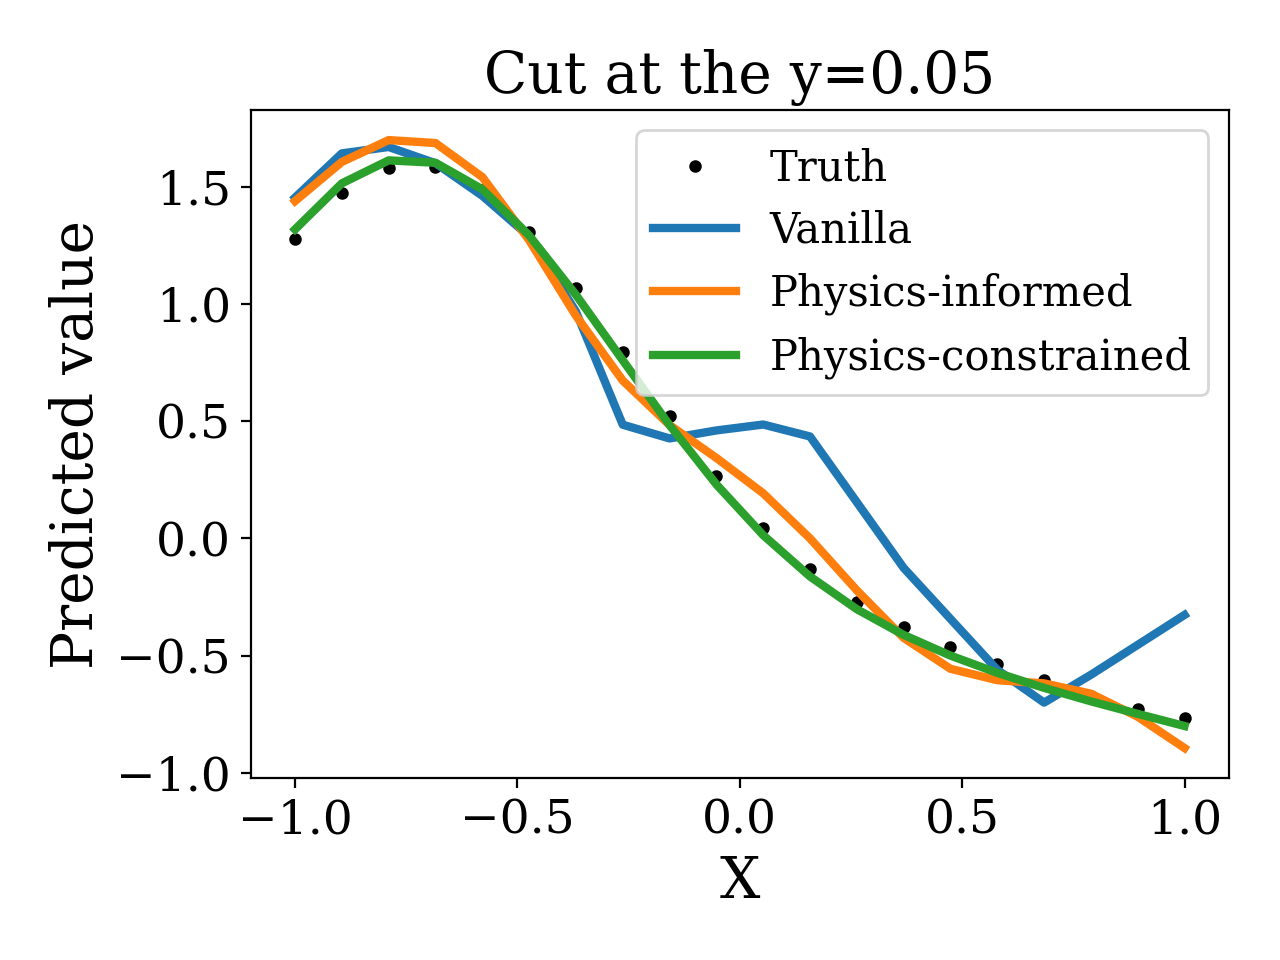 Cut at the y=0.05
Truth
Vanilla
Physics-informed
Physics-constrained
Predicted value
1.5
1.0
0.5
0.0
−0.5
−1.0
−1.0 −0.5 0.0 0.5 1.0
X